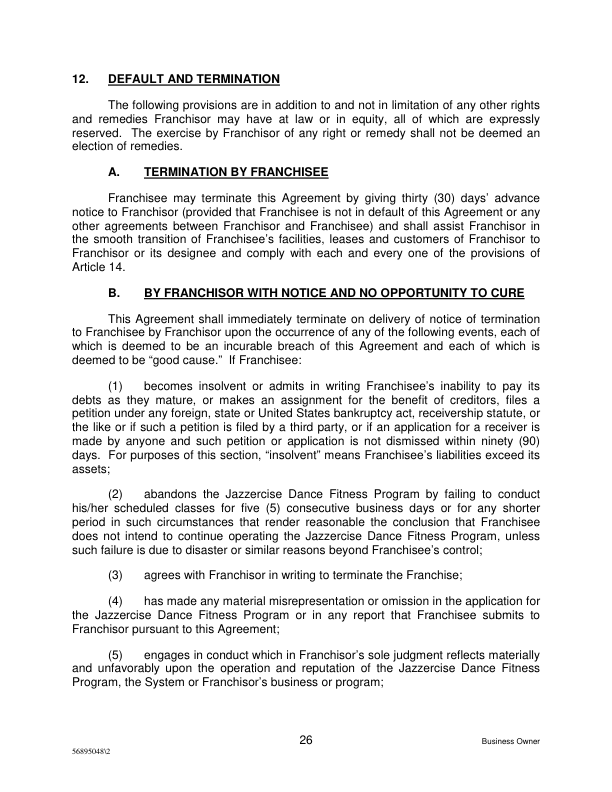 12. DEFAULT AND TERMINATION
The following provisions are in addition to and not in limitation of any other rights
and remedies Franchisor may have at law or in equity, all of which are expressly
reserved. The exercise by Franchisor of any right or remedy shall not be deemed an
election of remedies.
A. TERMINATION BY FRANCHISEE
Franchisee may terminate this Agreement by giving thirty (30) days’ advance
notice to Franchisor (provided that Franchisee is not in default of this Agreement or any
other agreements between Franchisor and Franchisee) and shall assist Franchisor in
the smooth transition of Franchisee’s facilities, leases and customers of Franchisor to
Franchisor or its designee and comply with each and every one of the provisions of
Article 14.
B. BY FRANCHISOR WITH NOTICE AND NO OPPORTUNITY TO CURE
This Agreement shall immediately terminate on delivery of notice of termination
to Franchisee by Franchisor upon the occurrence of any of the following events, each of
which is deemed to be an incurable breach of this Agreement and each of which is
deemed to be “good cause.” If Franchisee:
(1) becomes insolvent or admits in writing Franchisee’s inability to pay its
debts as they mature, or makes an assignment for the benefit of creditors, files a
petition under any foreign, state or United States bankruptcy act, receivership statute, or
the like or if such a petition is filed by a third party, or if an application for a receiver is
made by anyone and such petition or application is not dismissed within ninety (90)
days. For purposes of this section, “insolvent” means Franchisee’s liabilities exceed its
assets;
(2) abandons the Jazzercise Dance Fitness Program by failing to conduct
his/her scheduled classes for five (5) consecutive business days or for any shorter
period in such circumstances that render reasonable the conclusion that Franchisee
does not intend to continue operating the Jazzercise Dance Fitness Program, unless
such failure is due to disaster or similar reasons beyond Franchisee’s control;
(3) agrees with Franchisor in writing to terminate the Franchise;
(4) has made any material misrepresentation or omission in the application for
the Jazzercise Dance Fitness Program or in any report that Franchisee submits to
Franchisor pursuant to this Agreement;
(5) engages in conduct which in Franchisor’s sole judgment reflects materially
and unfavorably upon the operation and reputation of the Jazzercise Dance Fitness
Program, the System or Franchisor’s business or program;
26
Business Owner
56895048\2